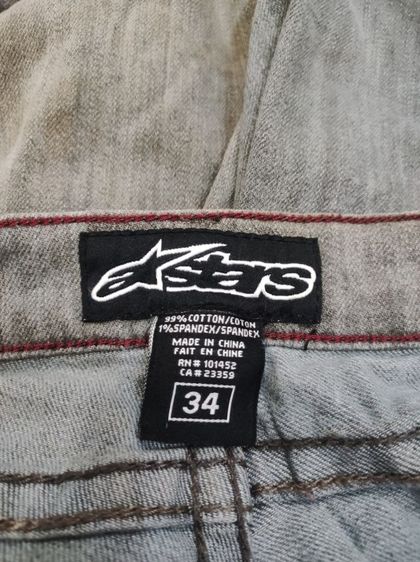 astars
99%COTTON/COTON
1%SPANDEX/SPANDEX
MADE IN CHINA
FAIT EN CHINE
RN# 101452
CA# 23359
34